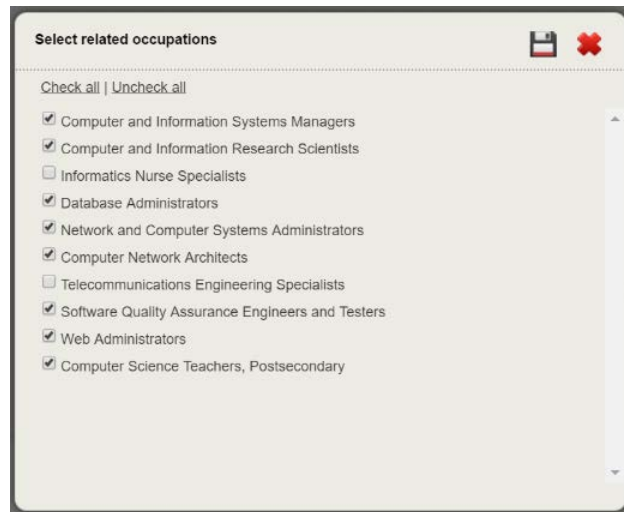 Select related occupations
Check all | Uncheck all
Computer and Information Systems Managers
Computer and Information Research Scientists
Informatics Nurse Specialists
Database Administrators
Network and Computer Systems Administrators
Computer Network Architects
Telecommunications Engineering Specialists
Software Quality Assurance Engineers and Testers
Web Administrators
Computer Science Teachers, Postsecondary